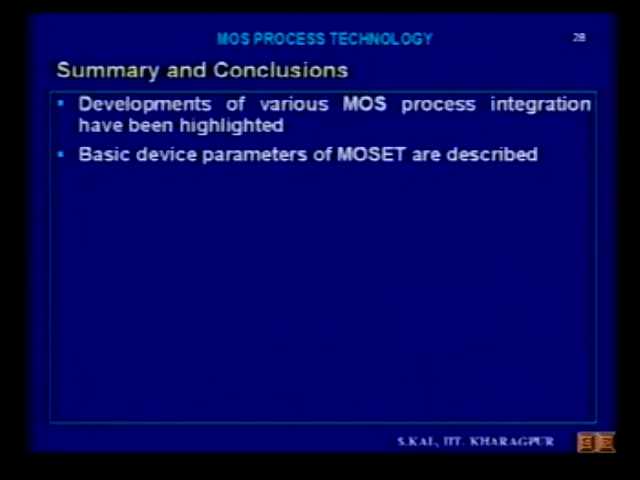 MOS PROCESS TECHNOLOGY 28
Summary and Conclusions
Developments of various MOS process integration
have been highlighted
Basic device parameters of MOSET are described
S.KAL, IIT- KHARAGPUR